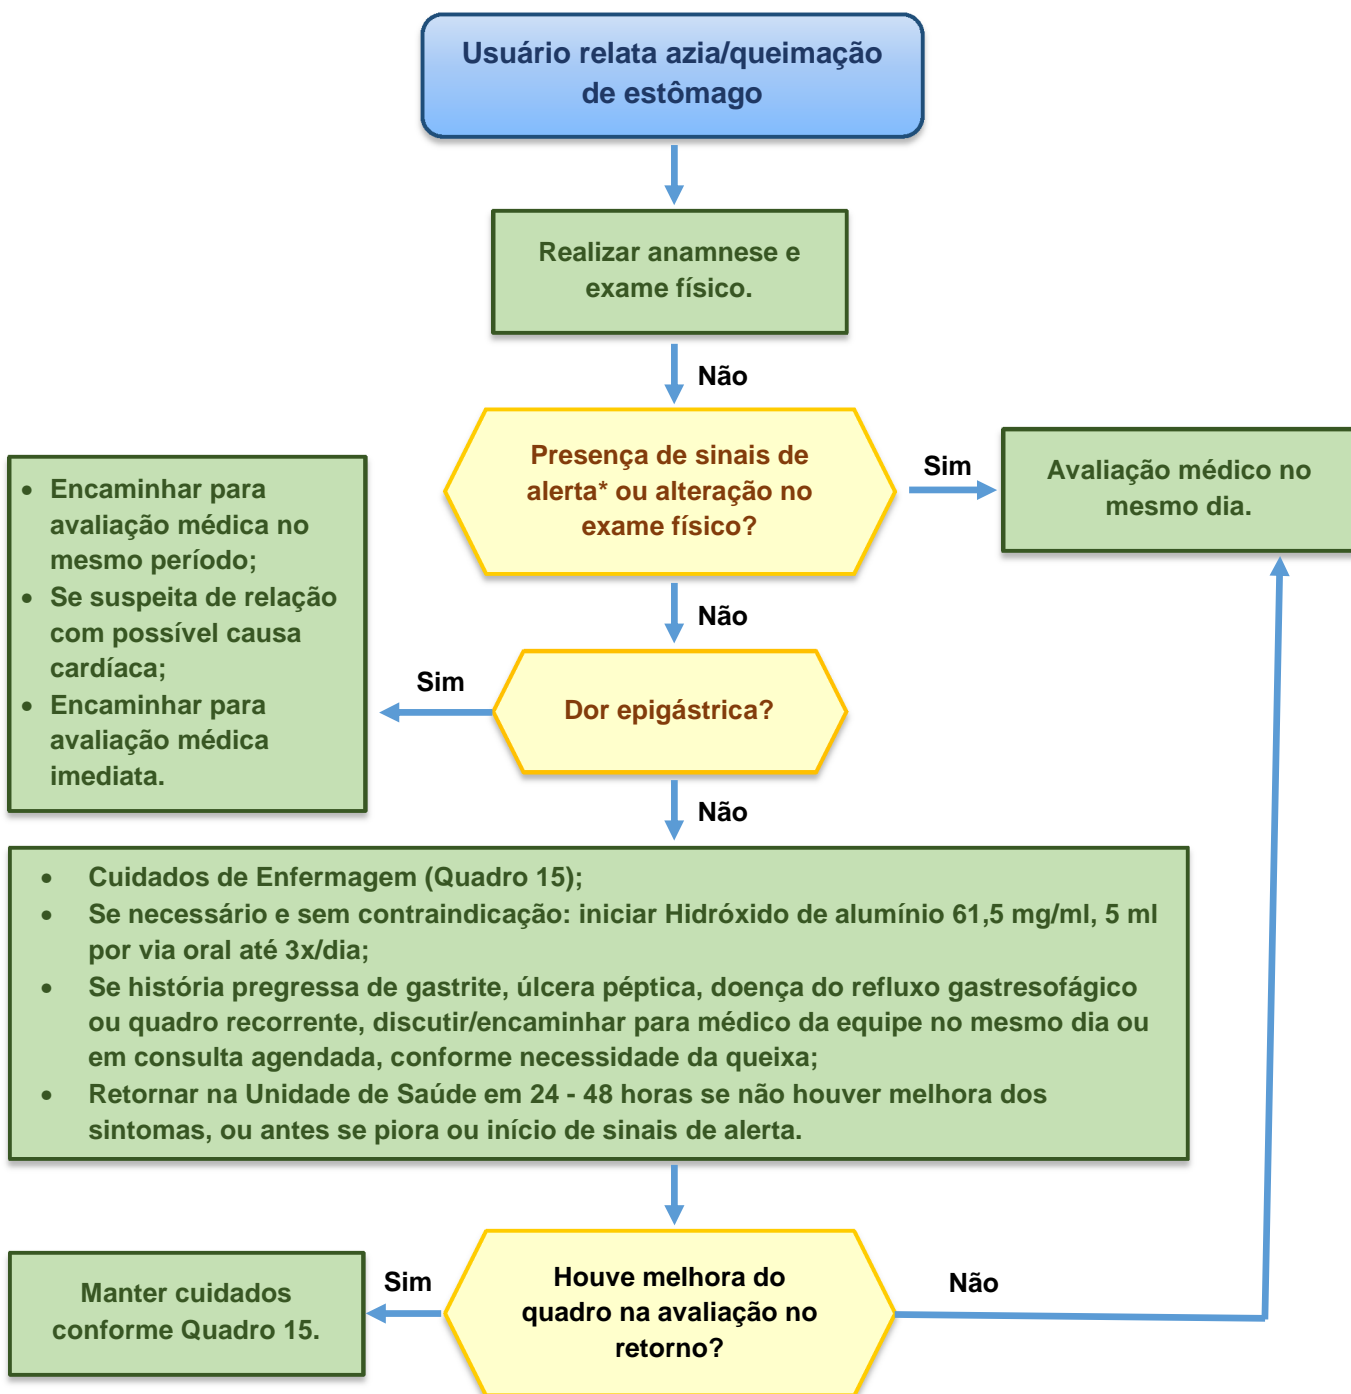 Usuário relata azia/queimação
de estômago
Realizar anamnese e
exame físico.
Não
Presença de sinais de
alerta* ou alteração no
exame físico?
Sim
Avaliação médico no
mesmo dia.
• Encaminhar para
avaliação médica no
mesmo período;
• Se suspeita de relação
com possível causa
cardíaca;
• Encaminhar para
avaliação médica
imediata.
Não
Sim
Dor epigástrica?
Não
• Cuidados de Enfermagem (Quadro 15);
• Se necessário e sem contraindicação: iniciar Hidróxido de alumínio 61,5 mg/ml, 5 ml
por via oral até 3x/dia;
• Se história pregressa de gastrite, úlcera péptica, doença do refluxo gastresofágico
ou quadro recorrente, discutir/encaminhar para médico da equipe no mesmo dia ou
em consulta agendada, conforme necessidade da queixa;
• Retornar na Unidade de Saúde em 24 - 48 horas se não houver melhora dos
sintomas, ou antes se piora ou início de sinais de alerta.
Manter cuidados
conforme Quadro 15.
Sim
Houve melhora do
quadro na avaliação no
retorno?
Não